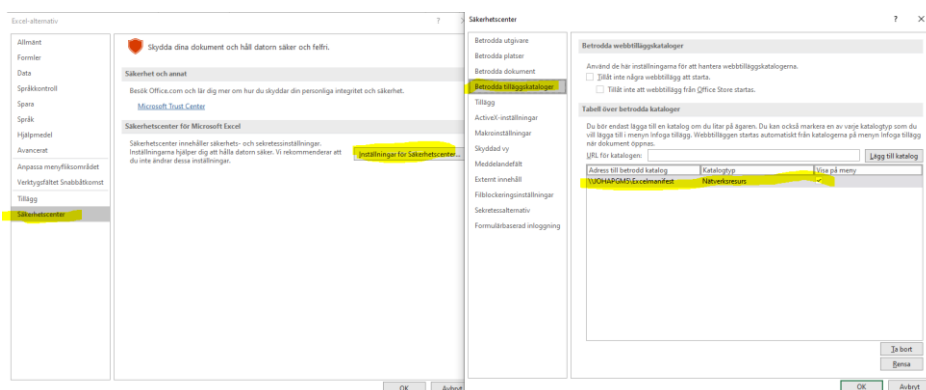 Excel-alternativ
?
Allmänt
Formler
Data
Språkkontroll
Spara
Språk
Hjälpmedel
Avancerat
Anpassa menyfliksområdet
Verktygsfältet Snabbåtkomst
Tillägg
Säkerhetscenter
Skydda dina dokument och håll datorn säker och felfri.
Säkerhet och annat
Besök Office.com och lär dig mer om hur du skyddar din personliga integritet och säkerhet.
Microsoft Trust Center
Säkerhetscenter för Microsoft Excel
Säkerhetscenter innehåller säkerhets- och sekretessinställningar.
Inställningarna hjälper dig att hålla datorn säker. Vi rekommenderar att
du inte ändrar dessa inställningar.
Inställningar för Säkerhetscenter...
OK Avbryt
Säkerhetscenter
? ×
Betrodda utgivare
Betrodda platser
Betrodda dokument
Betrodda tilläggskataloger
Tillägg
ActiveX-inställningar
Makroinställningar
Skyddad vy
Meddelandefält
Externt innehåll
Filblockeringsinställningar
Sekretessalternativ
Formulärbaserad inloggning
Betrodda webbtilläggskataloger
Använd de här inställningarna för att hantera webbtilläggskatalogerna.
Tillåt inte några webbtillägg att starta.
Tillåt inte att webbtillägg från Office Store startas.
Tabell över betrodda kataloger
Du bör endast lägga till en katalog om du litar på ägaren. Du kan också markera en av varje katalogtyp som du
vill lägga till i menyn Infoga tillägg. Webbtilläggen startas automatiskt från katalogerna på menyn Infoga tillägg
när dokument öppnas.
URL för katalogen:
Lägg till katalog
Adress till betrodd katalog Katalogtyp Visa på meny
\\JOHAPGMS\Excelmanifest Nätverksresurs
Ta bort
Rensa
OK Avbryt